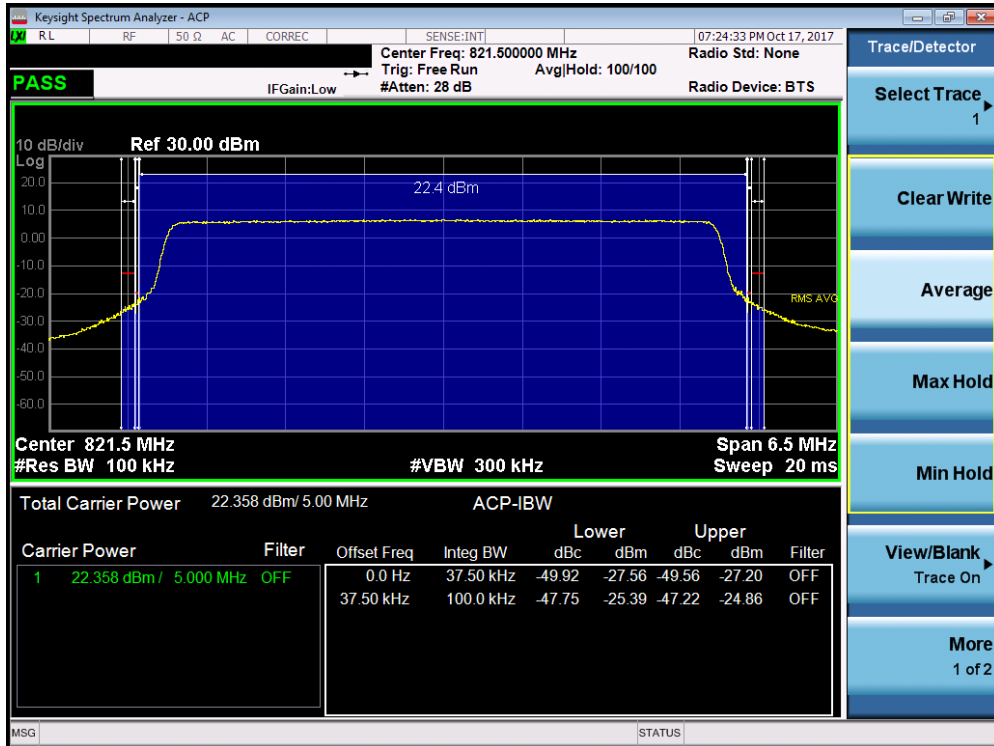 Keysight Spectrum Analyzer - ACP
LXI RL RF 50 Ω AC CORREC SENSE:INT 07:24:33 PM Oct 17, 2017
Center Freq: 821.500000 MHz Radio Std: None
Trig: Free Run Avg|Hold: 100/100
PASS IFGain:Low #Atten: 28 dB Radio Device: BTS
10 dB/div Ref 30.00 dBm
Log
20.0
10.0
0.00
-10.0
-20.0
-30.0
-40.0
-50.0
-60.0
22.4 dBm
RMS AVG
Center 821.5 MHz Span 6.5 MHz
#Res BW 100 kHz #VBW 300 kHz Sweep 20 ms
Total Carrier Power 22.358 dBm/ 5.00 MHz ACP-IBW
Lower Upper
Carrier Power Filter Offset Freq Integ BW dBc dBm dBc dBm Filter
1 22.358 dBm / 5.000 MHz OFF 0.0 Hz 37.50 kHz -49.92 -27.56 -49.56 -27.20 OFF
37.50 kHz 100.0 kHz -47.75 -25.39 -47.22 -24.86 OFF
MSG STATUS
Trace/Detector
Select Trace
1
Clear Write
Average
Max Hold
Min Hold
View/Blank
Trace On
More
1 of 2